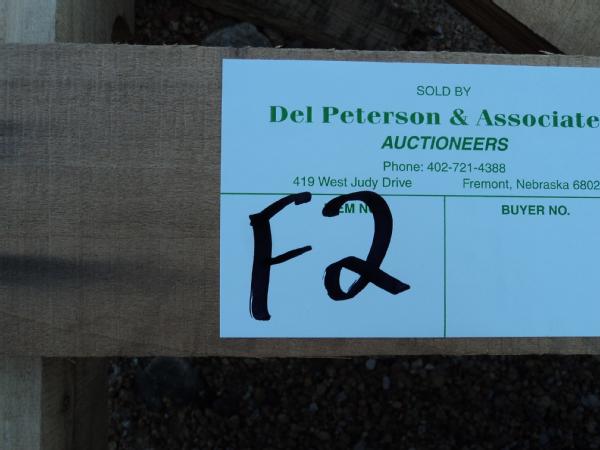 SOLD BY
Del Peterson & Associate
AUCTIONEERS
Phone: 402-721-4388
419 West Judy Drive Fremont, Nebraska 6802
EM N BUYER NO.
F2